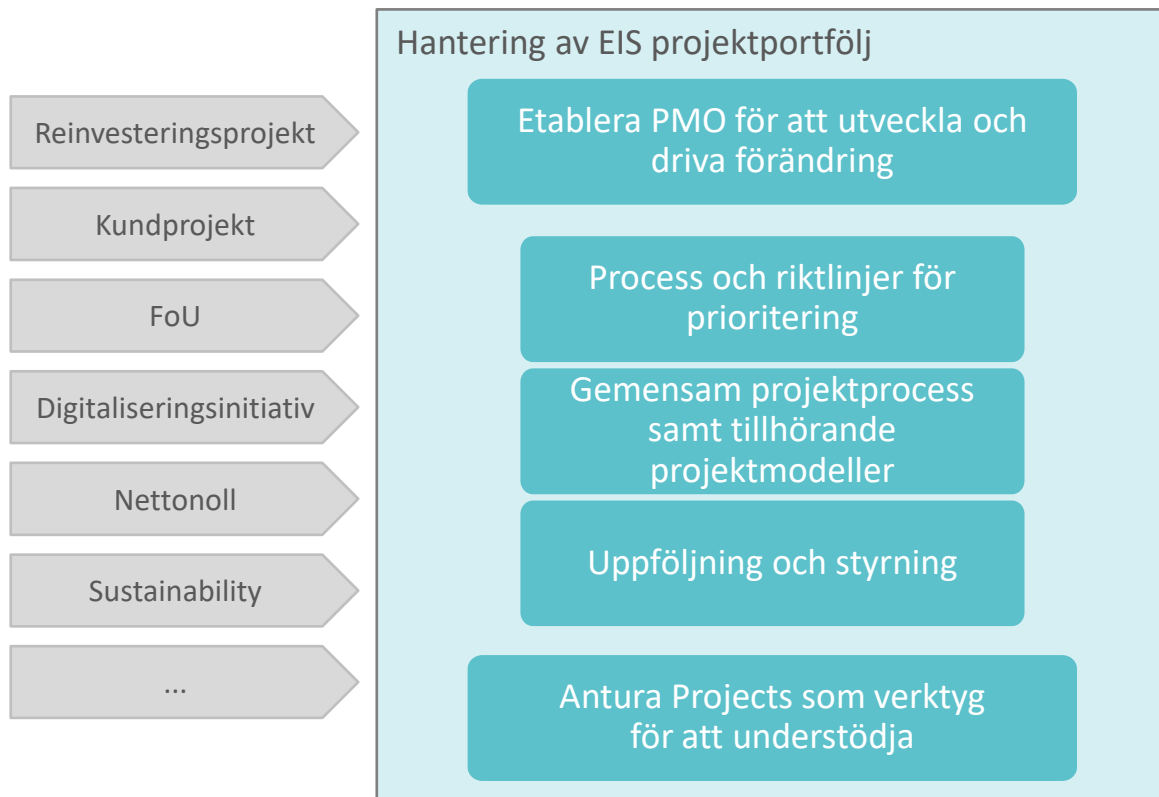 Hantering av EIS projektportfölj
Reinvesteringsprojekt
Kundprojekt
FoU
Digitaliseringsinitiativ
Nettonoll
Sustainability
...
Etablera PMO för att utveckla och
driva förändring
Process och riktlinjer för
prioritering
Gemensam projektprocess
samt tillhörande
projektmodeller
Uppföljning och styrning
Antura Projects som verktyg
för att understödja